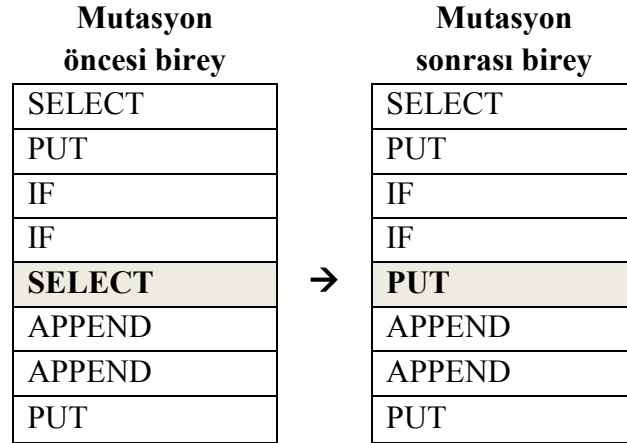 Mutasyon
öncesi birey
SELECT
PUT
IF
IF
SELECT
APPEND
APPEND
PUT
→
Mutasyon
sonrası birey
SELECT
PUT
IF
IF
PUT
APPEND
APPEND
PUT